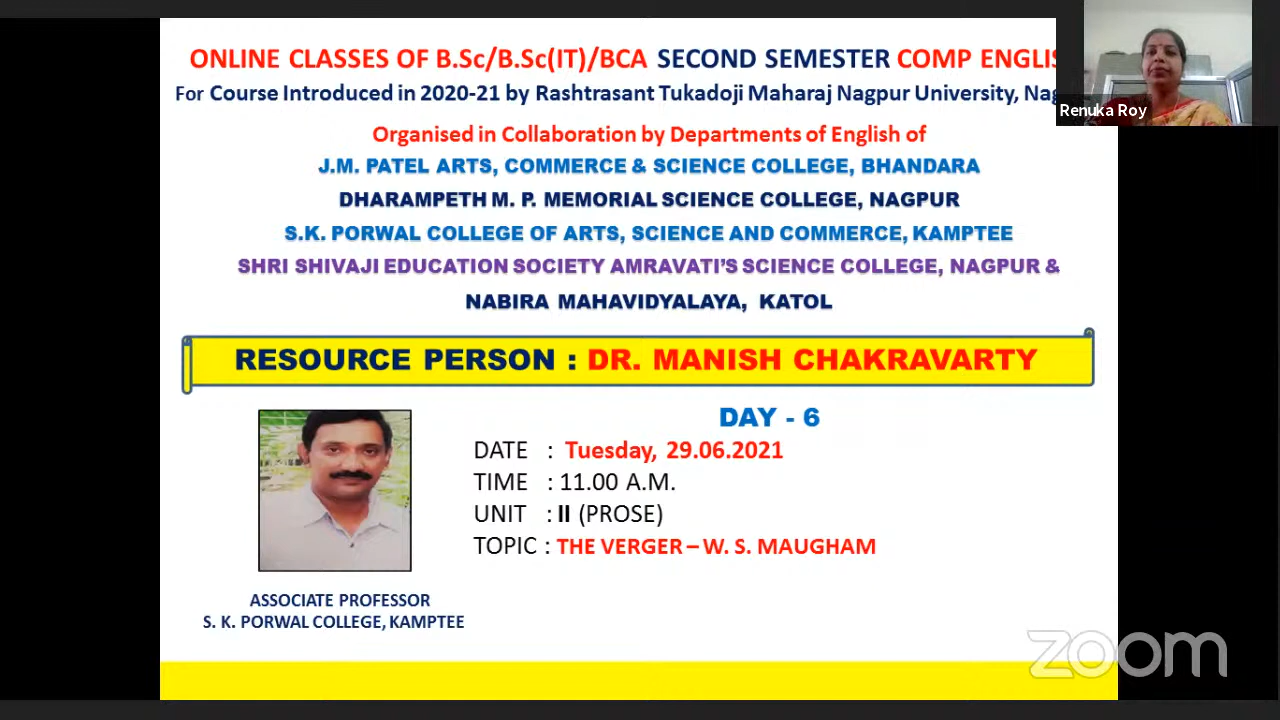 ONLINE CLASSES OF B.Sc/B.Sc(IT)/BCA SECOND SEMESTER COMP ENGLIS
For Course Introduced in 2020-21 by Rashtrasant Tukadoji Maharaj Nagpur University, Nag
Renuka Roy
Organised in Collaboration by Departments of English of
J.M. PATEL ARTS, COMMERCE & SCIENCE COLLEGE, BHANDARA
DHARAMPETH M. P. MEMORIAL SCIENCE COLLEGE, NAGPUR
S.K. PORWAL COLLEGE OF ARTS, SCIENCE AND COMMERCE, KAMPTEE
SHRI SHIVAJI EDUCATION SOCIETY AMRAVATI'S SCIENCE COLLEGE, NAGPUR &
NABIRA MAHAVIDYALAYA, KATOL
RESOURCE PERSON : DR. MANISH CHAKRAVARTY
DAY - 6
DATE : Tuesday, 29.06.2021
TIME : 11.00 A.M.
UNIT : II (PROSE)
TOPIC : THE VERGER – W. S. MAUGHAM
ASSOCIATE PROFESSOR
S. K. PORWAL COLLEGE, KAMPTEE
zoom